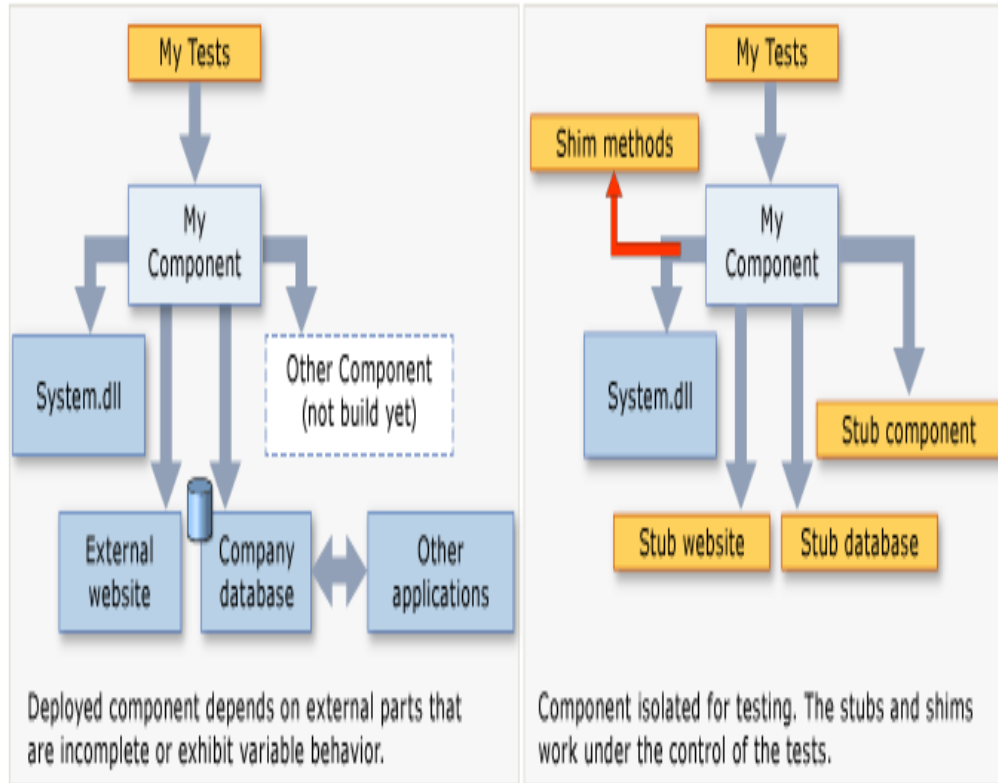 My Tests
My
Component
System.dll
Other Component
(not build yet)
External
website
Company
database
Other
applications
Deployed component depends on external parts that
are incomplete or exhibit variable behavior.
My Tests
Shim methods
My
Component
System.dll
Stub component
Stub website
Stub database
Component isolated for testing. The stubs and shims
work under the control of the tests.